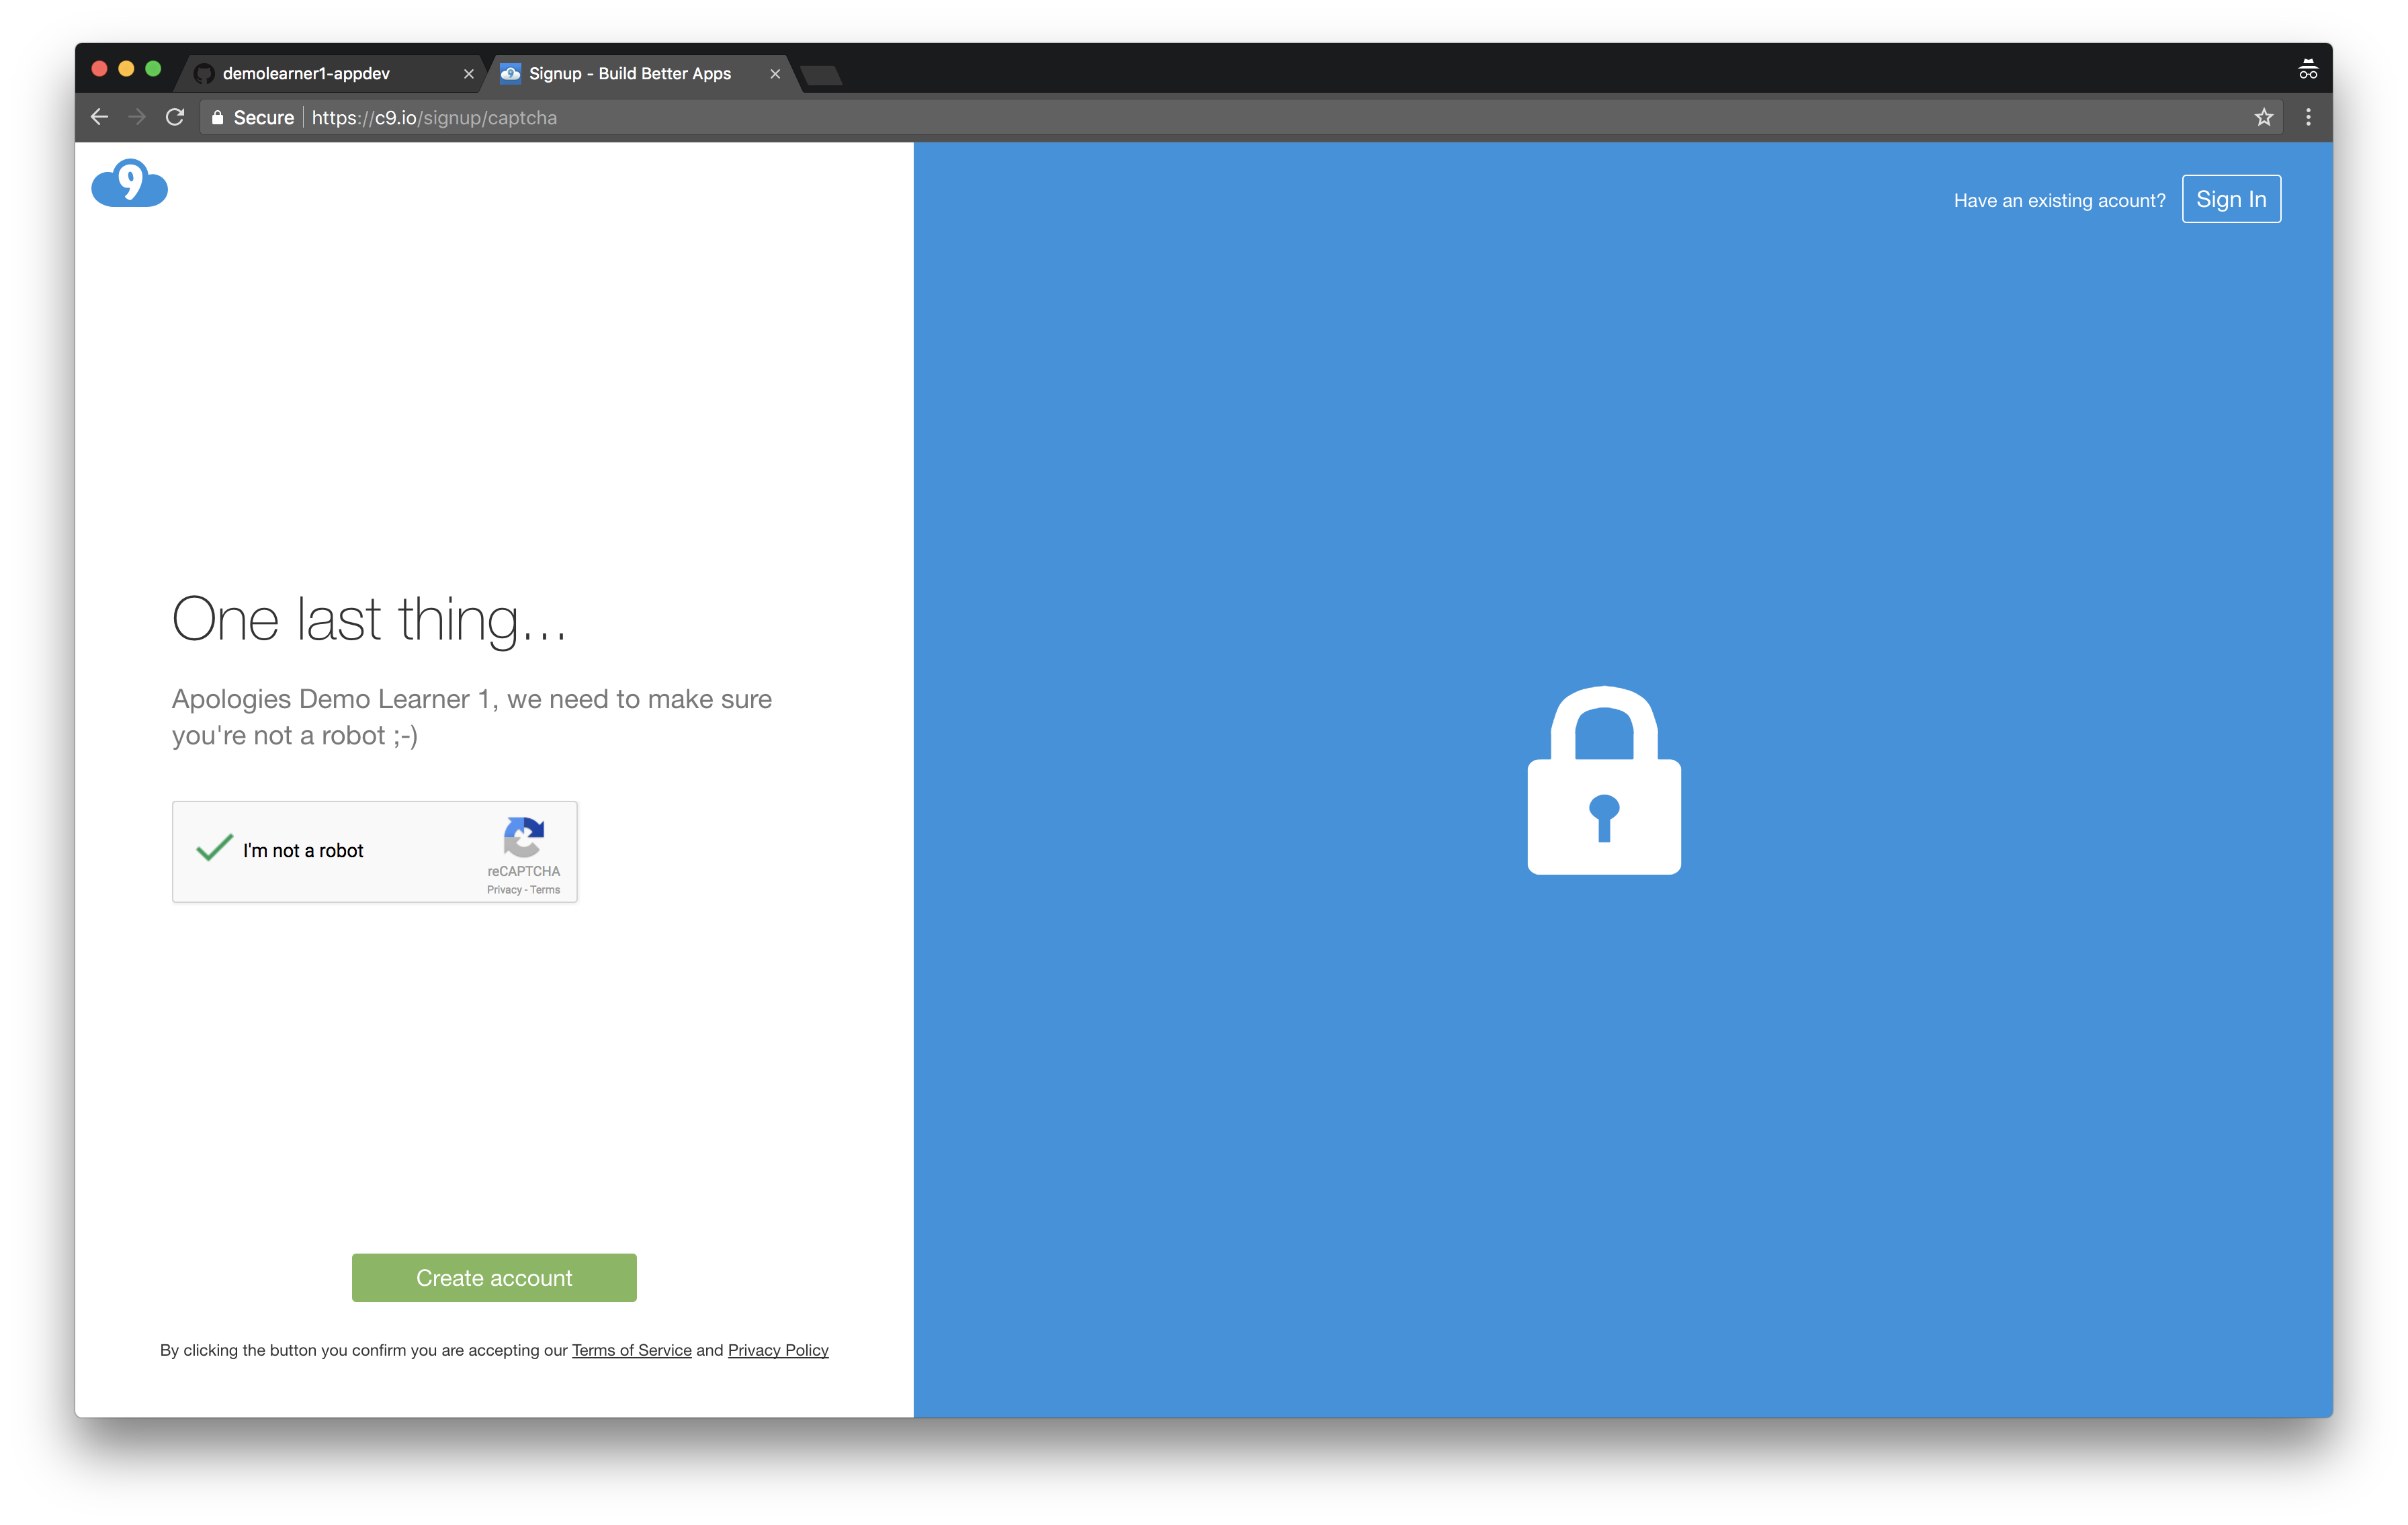 demolearner1-appdev
Signup - Build Better Apps
Secure https://c9.io/signup/captcha
9
Have an existing acount?
Sign In
One last thing...
Apologies Demo Learner 1, we need to make sure
you're not a robot ;-)
I'm not a robot
reCAPTCHA
Privacy - Terms
Create account
By clicking the button you confirm you are accepting our Terms of Service and Privacy Policy